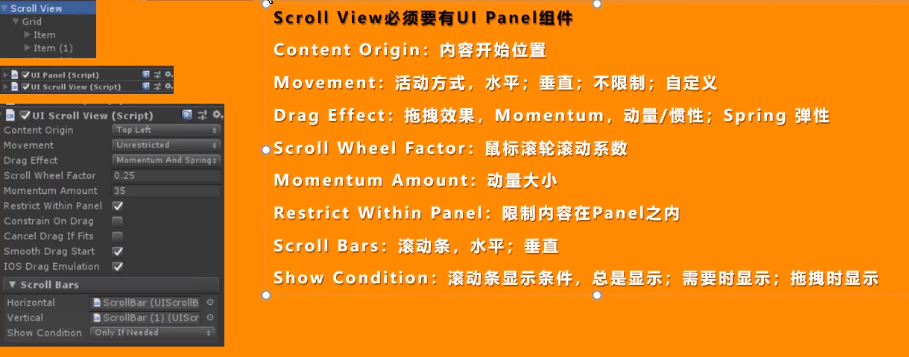 Scroll View
Grid
Item
Item (1)
UI Panel (Script)
UI Scroll View (Script)
UI Scroll View (Script)
Content Origin Top Left
Movement Unrestricted
Drag Effect Momentum And Spring
Scroll Wheel Factor 0.25
Momentum Amount 35
Restrict Within Panel
Constrain On Drag
Cancel Drag If Fits
Smooth Drag Start
IOS Drag Emulation
Scroll Bars
Horizontal ScrollBar (UIScrollB
Vertical ScrollBar (1) (UIScr
Show Condition Only If Needed
Scroll View必须要有UI Panel组件
Content Origin：内容开始位置
Movement：活动方式，水平；垂直；不限制；自定义
Drag Effect：拖拽效果，Momentum，动量/惯性；Spring 弹性
Scroll Wheel Factor：鼠标滚轮滚动系数
Momentum Amount：动量大小
Restrict Within Panel：限制内容在Panel之内
Scroll Bars：滚动条，水平；垂直
Show Condition：滚动条显示条件，总是显示；需要时显示；拖拽时显示